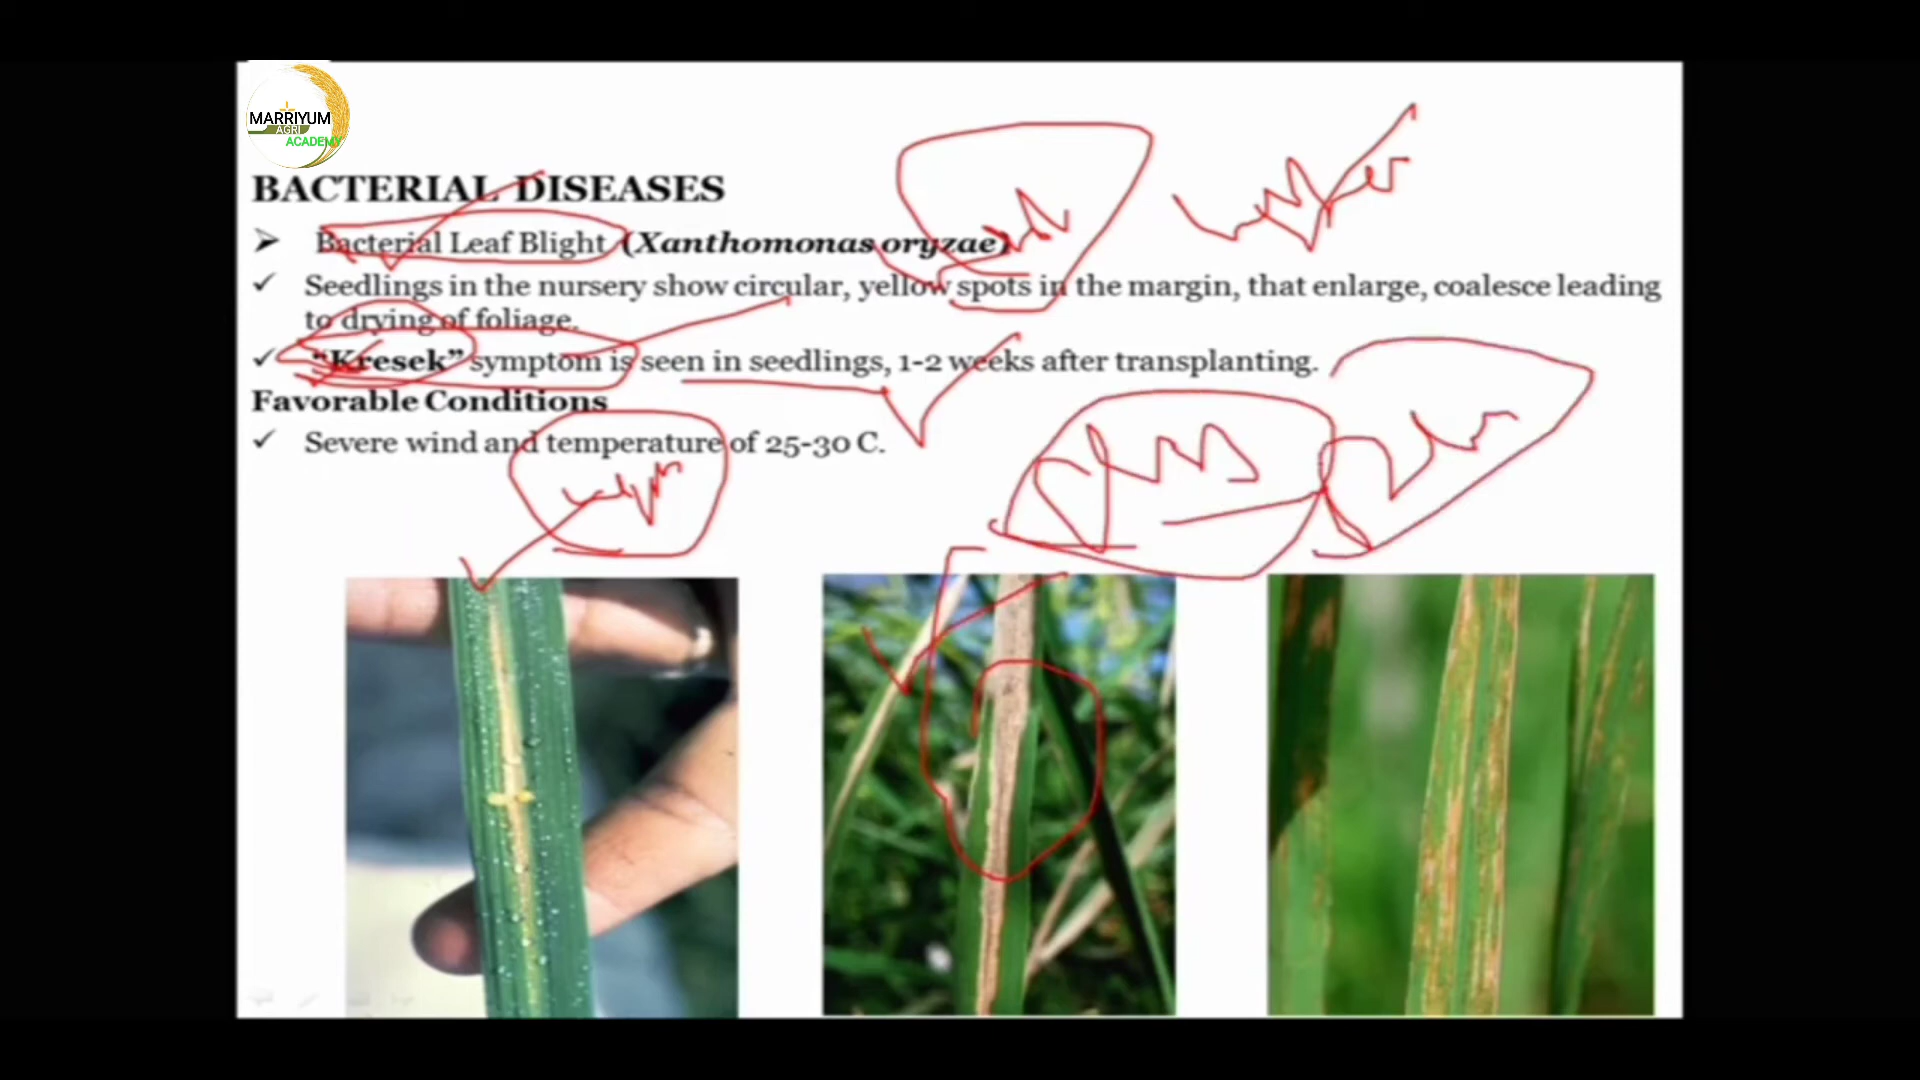 MARRIYUM
AGRI
ACADEMY
BACTERIAL DISEASES
➢ Bacterial Leaf Blight (Xanthomonas oryzae)
✓ Seedlings in the nursery show circular, yellow spots in the margin, that enlarge, coalesce leading
to drying of foliage.
✓ “Kresek” symptom is seen in seedlings, 1-2 weeks after transplanting.
Favorable Conditions
✓ Severe wind and temperature of 25-30 C.